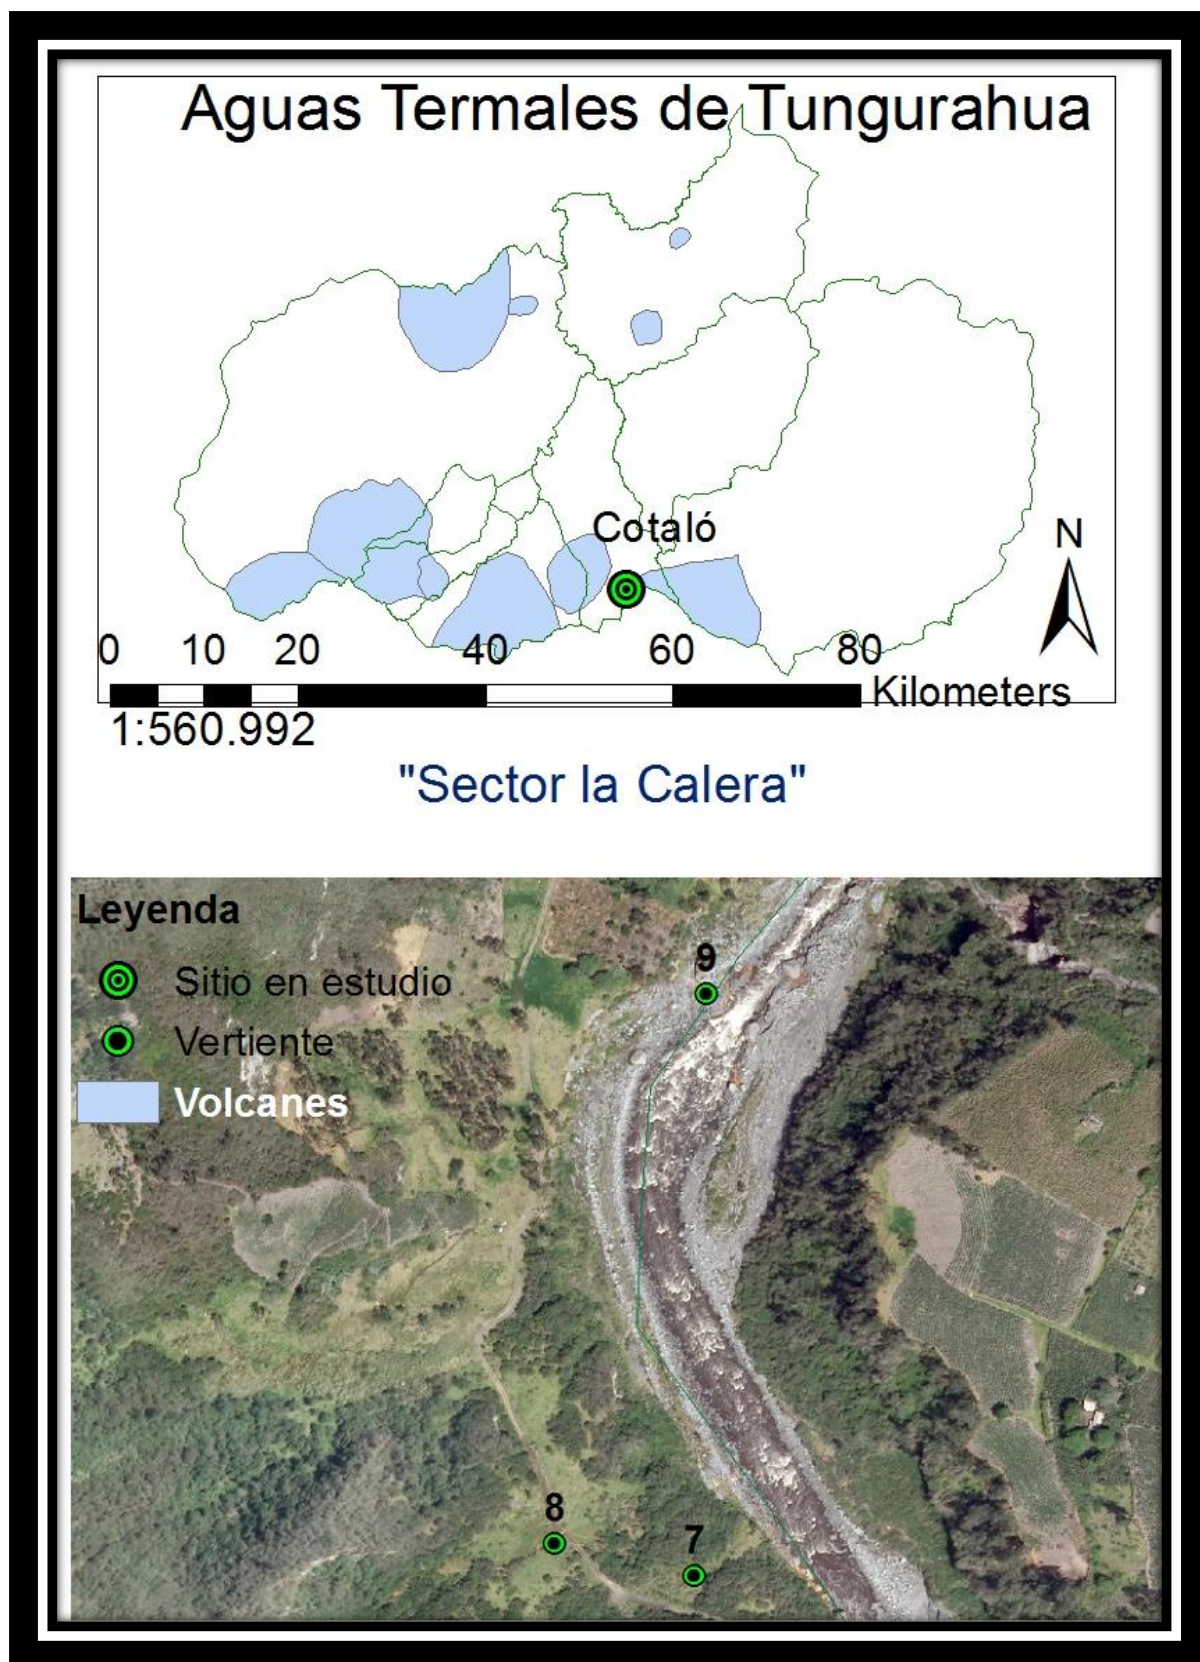 Aguas Termales de Tungurahua
Cotaló
N
0 10 20 40 60 80
Kilometers
1:560.992
"Sector la Calera"
Leyenda
Sitio en estudio
Vertiente
Volcanes
9
8
7